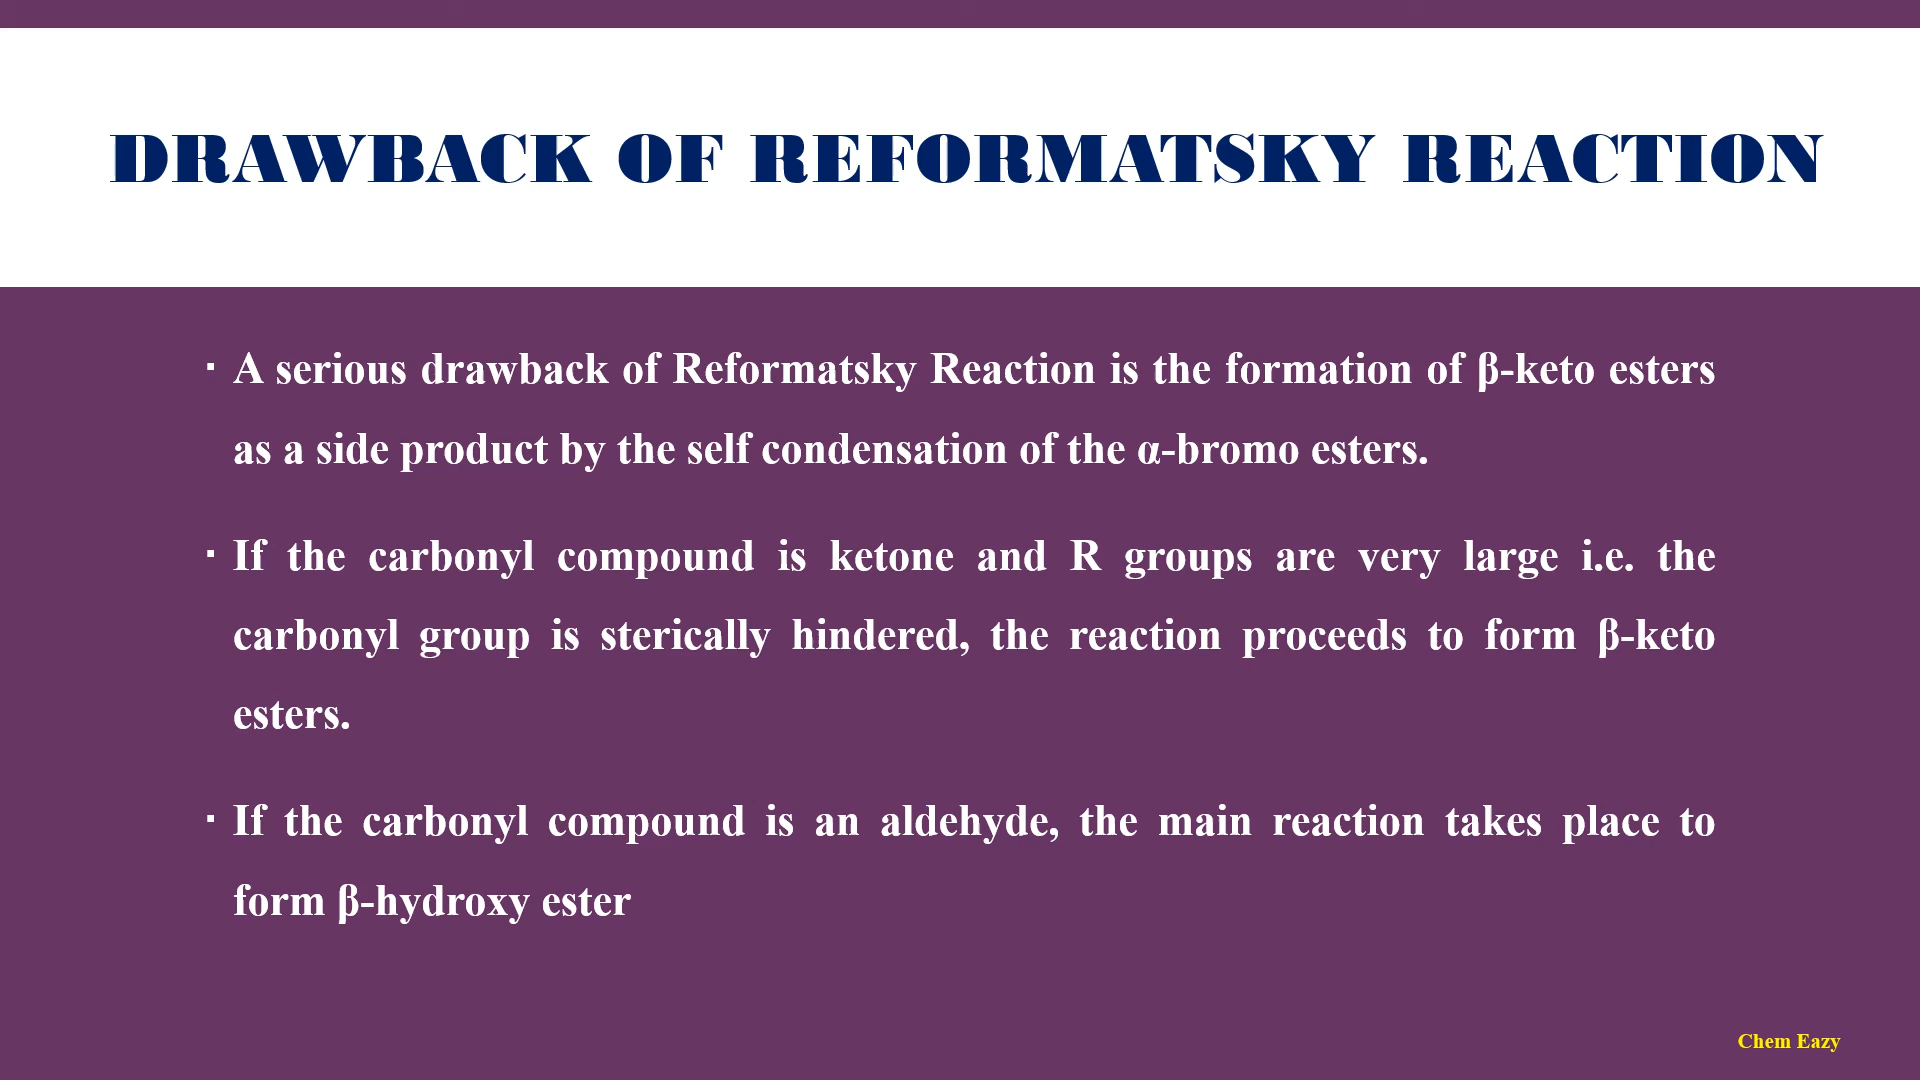 DRAWBACK OF REFORMATSKY REACTION
▪ A serious drawback of Reformatsky Reaction is the formation of β-keto esters
as a side product by the self condensation of the α-bromo esters.
▪ If the carbonyl compound is ketone and R groups are very large i.e. the
carbonyl group is sterically hindered, the reaction proceeds to form β-keto
esters.
▪ If the carbonyl compound is an aldehyde, the main reaction takes place to
form β-hydroxy ester
Chem Eazy